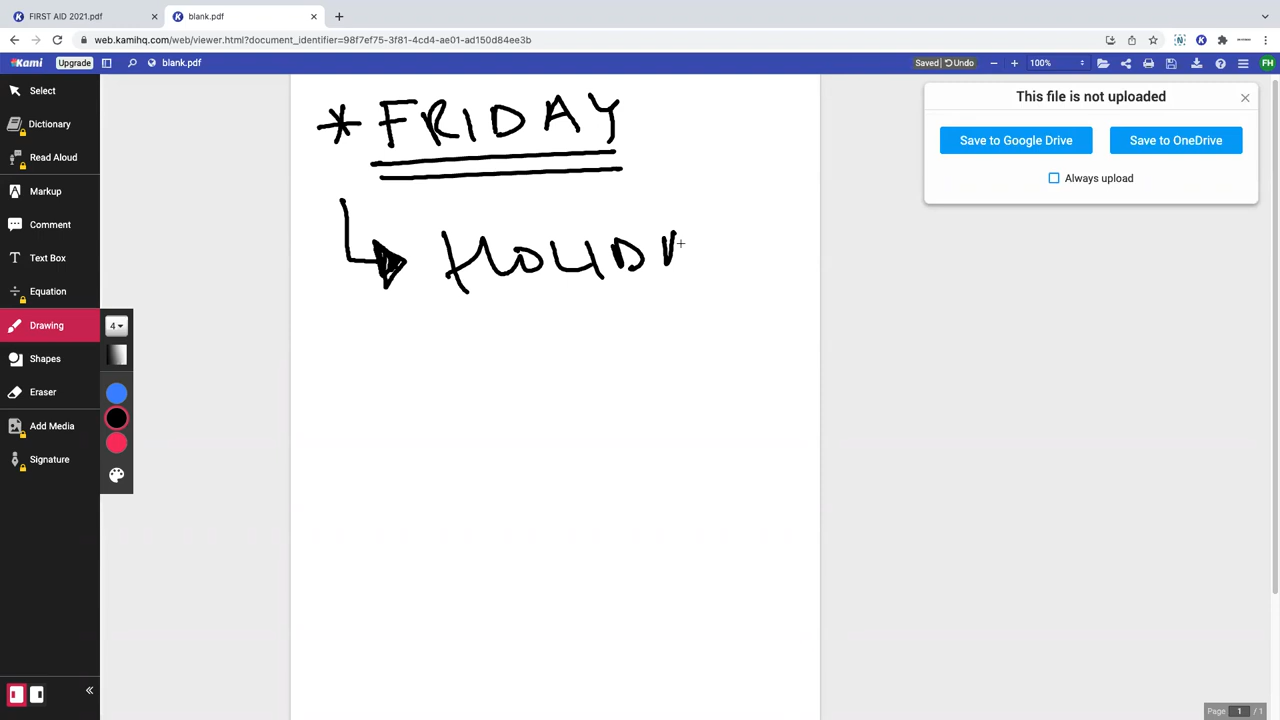 FIRST AID 2021.pdf
blank.pdf
web.kamihq.com/web/viewer.html?document_identifier=98f7ef75-3f81-4cd4-ae01-ad150d84ee3b
Kami
Upgrade
blank.pdf
Saved
Undo
100%
FH
Select
Dictionary
Read Aloud
Markup
Comment
Text Box
Equation
Drawing
4
Shapes
Eraser
Add Media
Signature
* FRIDAY
This file is not uploaded
Save to Google Drive
Save to OneDrive
Always upload
Page 1 / 1